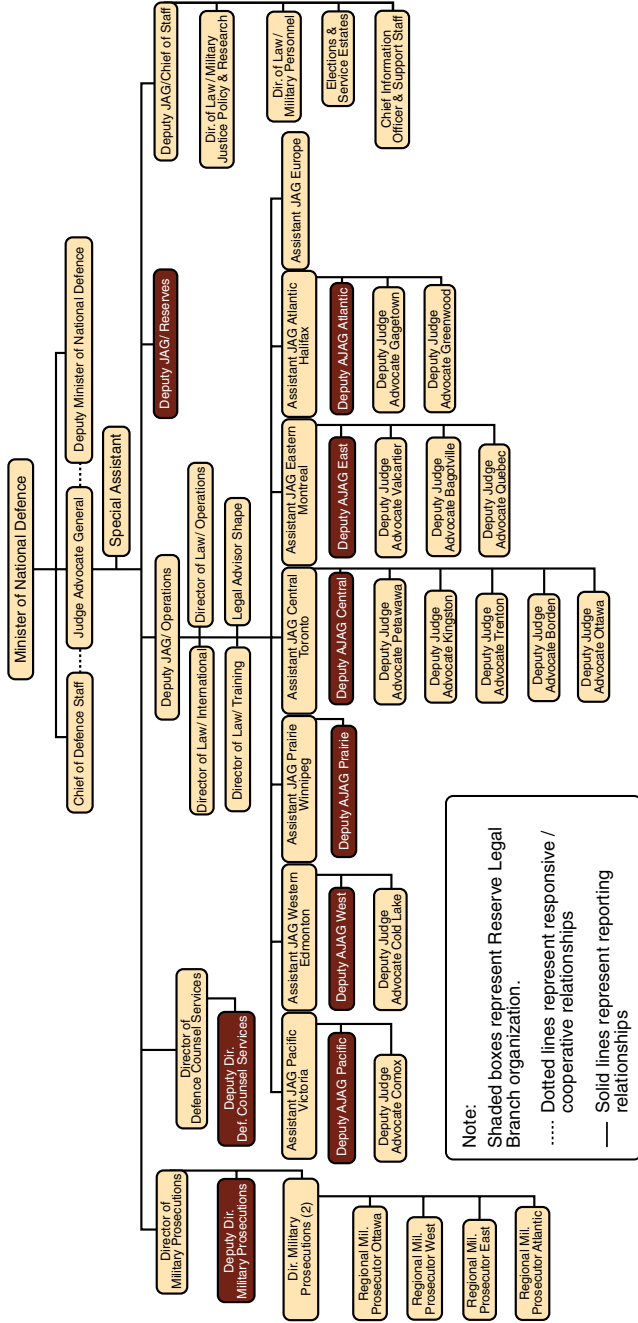 Minister of National Defence
Chief of Defence Staff
Judge Advocate General
Deputy Minister of National Defence
Special Assistant
Director of
Military Prosecutions
Deputy Dir.
Military Prosecutions
Dir. Military
Prosecutions (2)
Regional Mil.
Prosecutor Ottawa
Regional Mil.
Prosecutor West
Regional Mil.
Prosecutor East
Regional Mil.
Prosecutor Atlantic
Director of
Defence Counsel Services
Deputy Dir.
Def. Counsel Services
Deputy JAG/ Operations
Director of Law/ International
Director of Law/ Operations
Director of Law/ Training
Legal Advisor Shape
Deputy JAG/ Reserves
Deputy JAG/Chief of Staff
Dir. of Law / Military
Justice Policy & Research
Dir. of Law /
Military Personnel
Elections &
Service Estates
Chief Information
Officer & Support Staff
Assistant JAG Pacific
Victoria
Deputy AJAG Pacific
Deputy Judge
Advocate Comox
Assistant JAG Western
Edmonton
Deputy AJAG West
Deputy Judge
Advocate Cold Lake
Assistant JAG Prairie
Winnipeg
Deputy AJAG Prairie
Assistant JAG Central
Toronto
Deputy AJAG Central
Deputy Judge
Advocate Petawawa
Deputy Judge
Advocate Kingston
Deputy Judge
Advocate Trenton
Deputy Judge
Advocate Borden
Deputy Judge
Advocate Ottawa
Assistant JAG Eastern
Montreal
Deputy AJAG East
Deputy Judge
Advocate Valcartier
Deputy Judge
Advocate Bagotville
Deputy Judge
Advocate Quebec
Assistant JAG Atlantic
Halifax
Deputy AJAG Atlantic
Deputy Judge
Advocate Gagetown
Deputy Judge
Advocate Greenwood
Assistant JAG Europe
Note:
Shaded boxes represent Reserve Legal
Branch organization.
..... Dotted lines represent responsive /
cooperative relationships
— Solid lines represent reporting
relationships